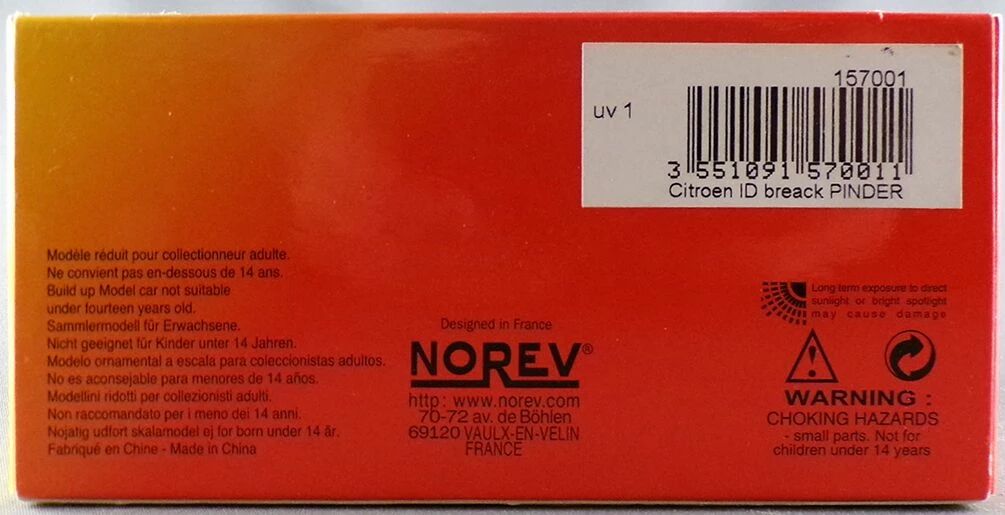 157001
uv 1
3 551091 570011
Citroen ID breack PINDER
Modèle réduit pour collectionneur adulte.
Ne convient pas en-dessous de 14 ans.
Build up Model car not suitable
under fourteen years old.
Sammlermodell für Erwachsene.
Nicht geeignet für Kinder unter 14 Jahren.
Modelo ornamental a escala para coleccionistas adultos.
No es aconsejable para menores de 14 años.
Modellini ridotti per collezionisti adulti.
Non raccomandato per i meno dei 14 anni.
Nojatig udfort skalamodel ej for born under 14 år.
Fabriqué en Chine - Made in China
Designed in France
NOREV®
http: www.norev.com
70-72 av. de Böhlen
69120 VAULX-EN-VELIN
FRANCE
Long term exposure to direct
sunlight or bright spotlight
may cause damage
WARNING :
CHOKING HAZARDS
- small parts. Not for
children under 14 years